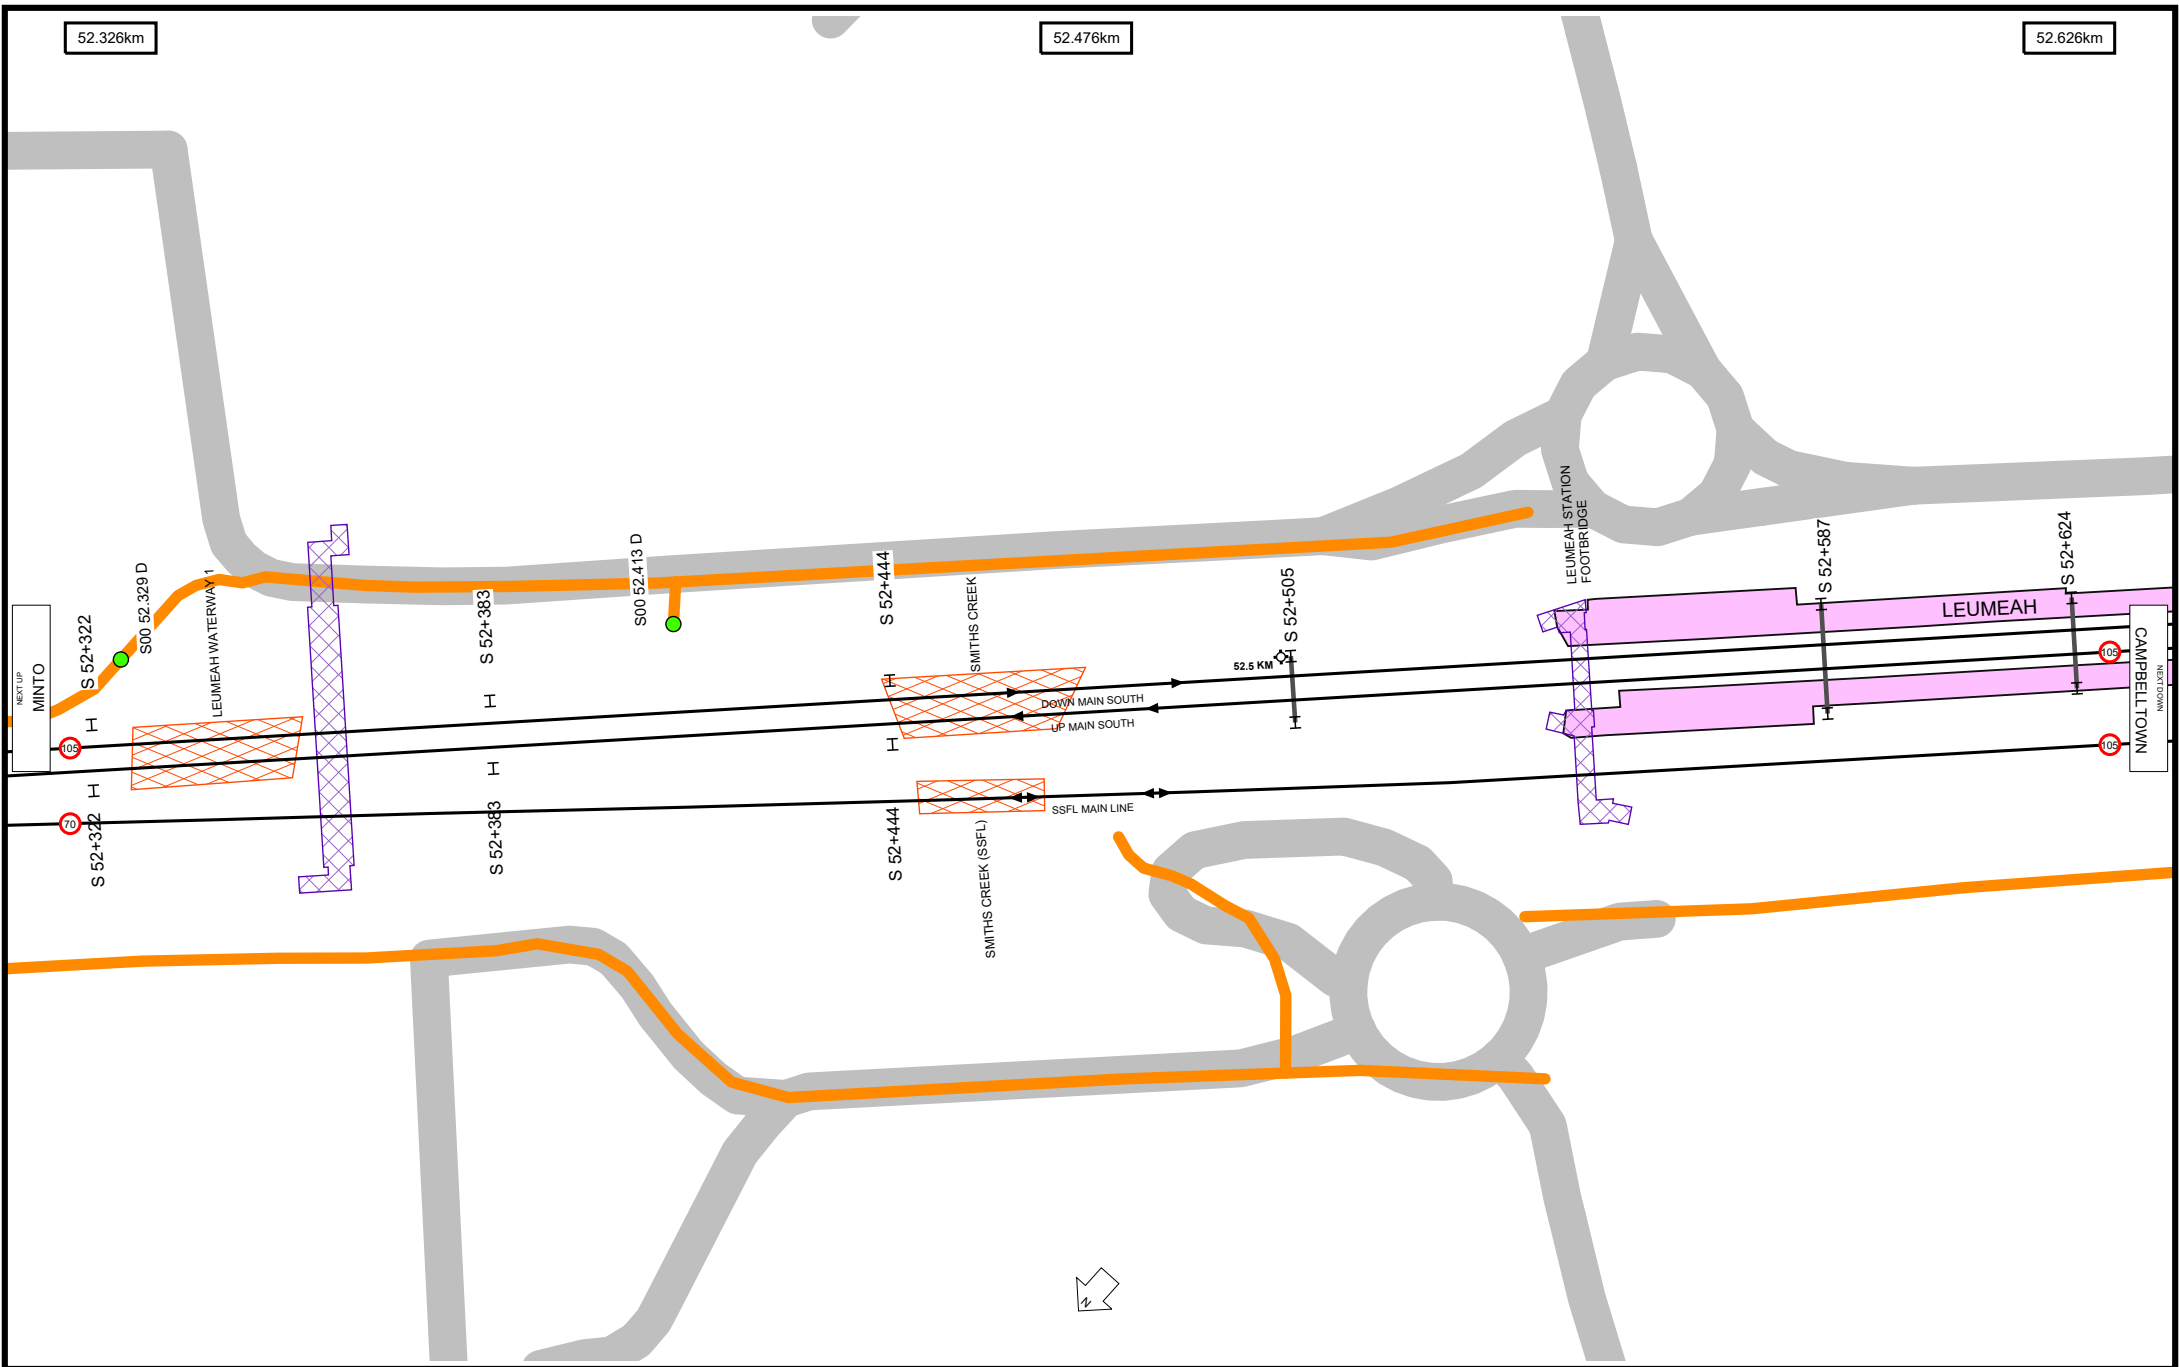 52.326km
52.476km
52.626km
NEXT UP
MINTO
S 52+322
S00 52.329 D
LEUMEAH WATERWAY 1
S 52+383
S00 52.413 D
S 52+444
SMITHS CREEK
52.5 KM
S 52+505
LEUMEAH STATION
FOOTBRIDGE
S 52+587
S 52+624
LEUMEAH
CAMPBELL TOWN
NEXT DOWN
105
105
105
70
DOWN MAIN SOUTH
UP MAIN SOUTH
SSFL MAIN LINE
S 52+322
S 52+383
S 52+444
SMITHS CREEK (SSFL)
N